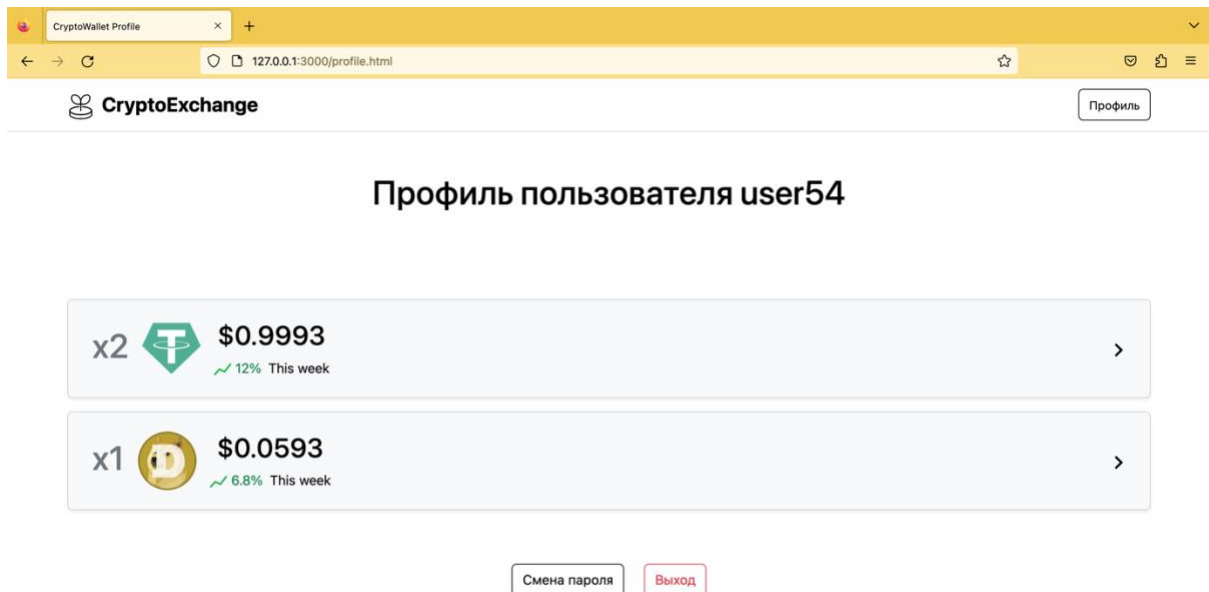 CryptoWallet Profile
127.0.0.1:3000/profile.html
CryptoExchange
Профиль
Профиль пользователя user54
x2
$0.9993
12% This week
x1
$0.0593
6.8% This week
Смена пароля
Выход